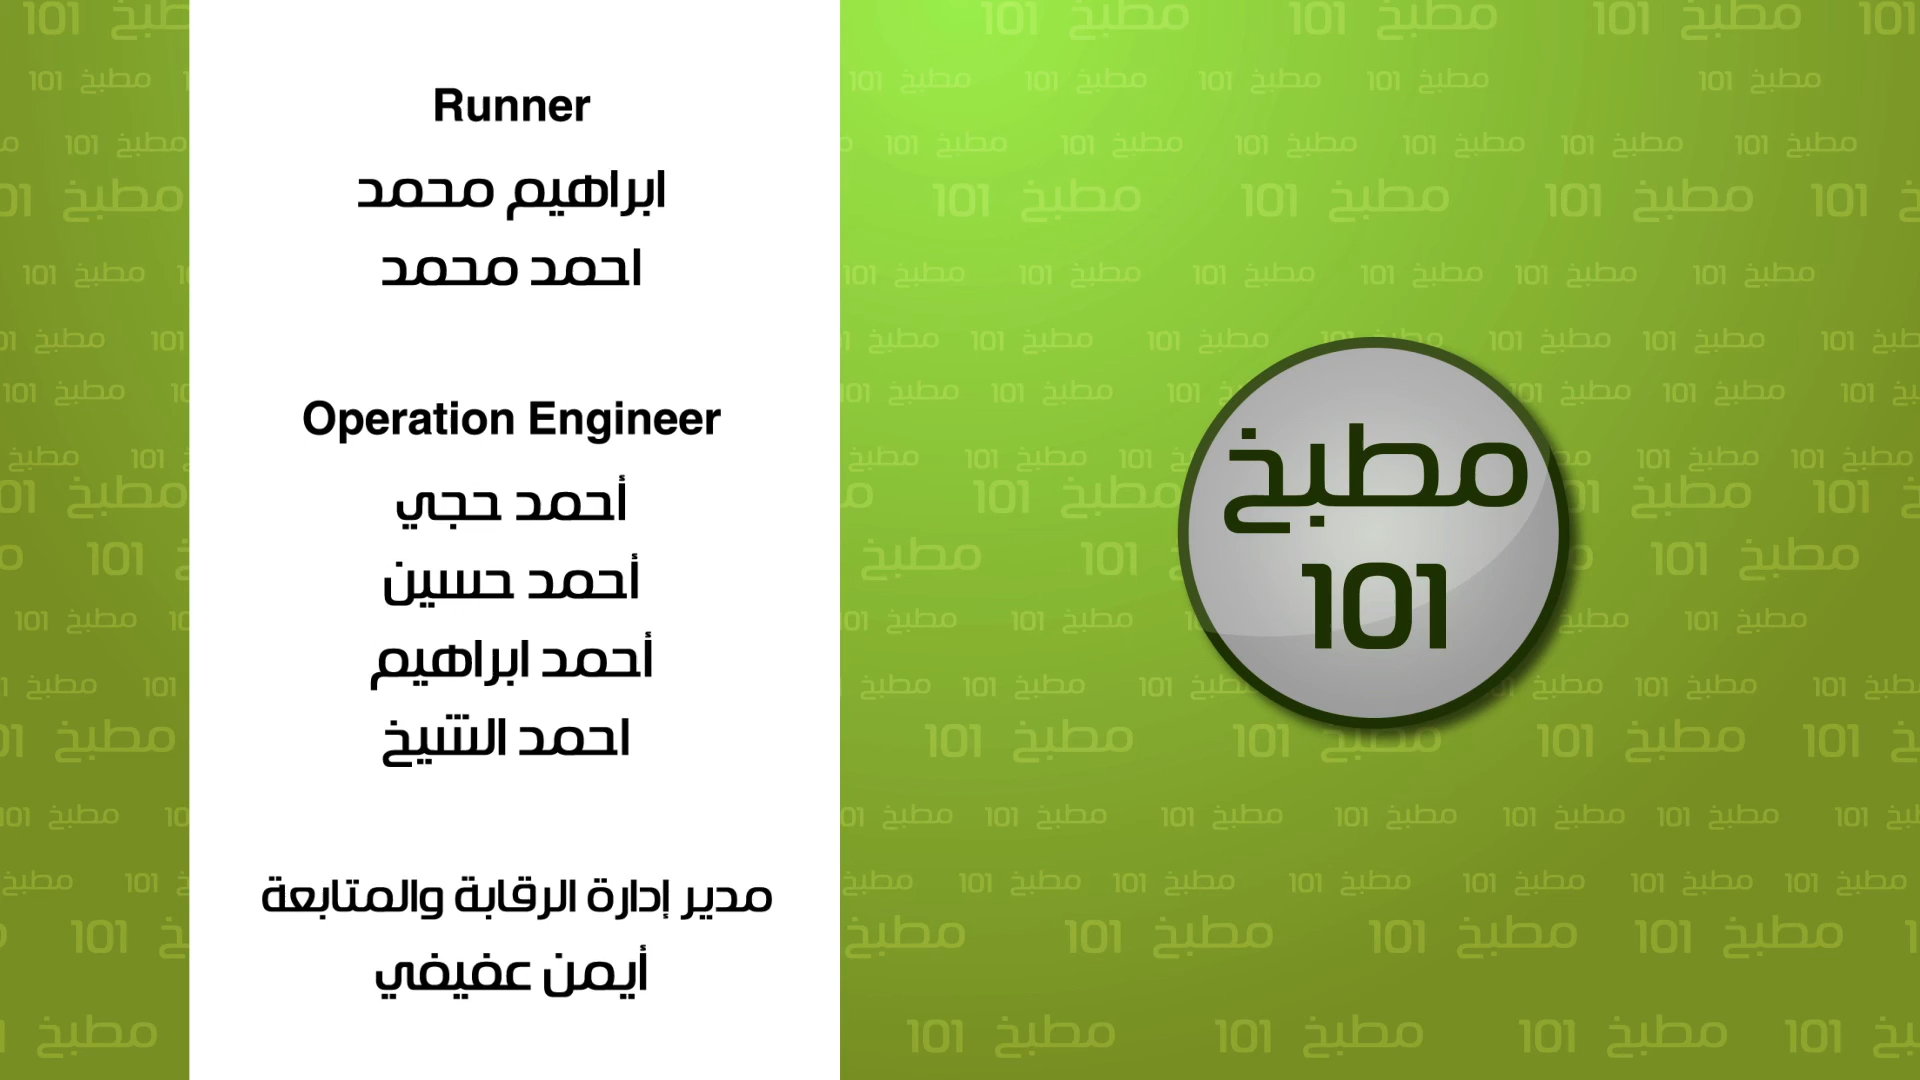 Runner
ابراهيم محمد
احمد محمد
Operation Engineer
أحمد حجي
أحمد حسين
أحمد ابراهيم
احمد الشيخ
مدير إدارة الرقابة والمتابعة
أيمن عفيفي
مطبخ
101